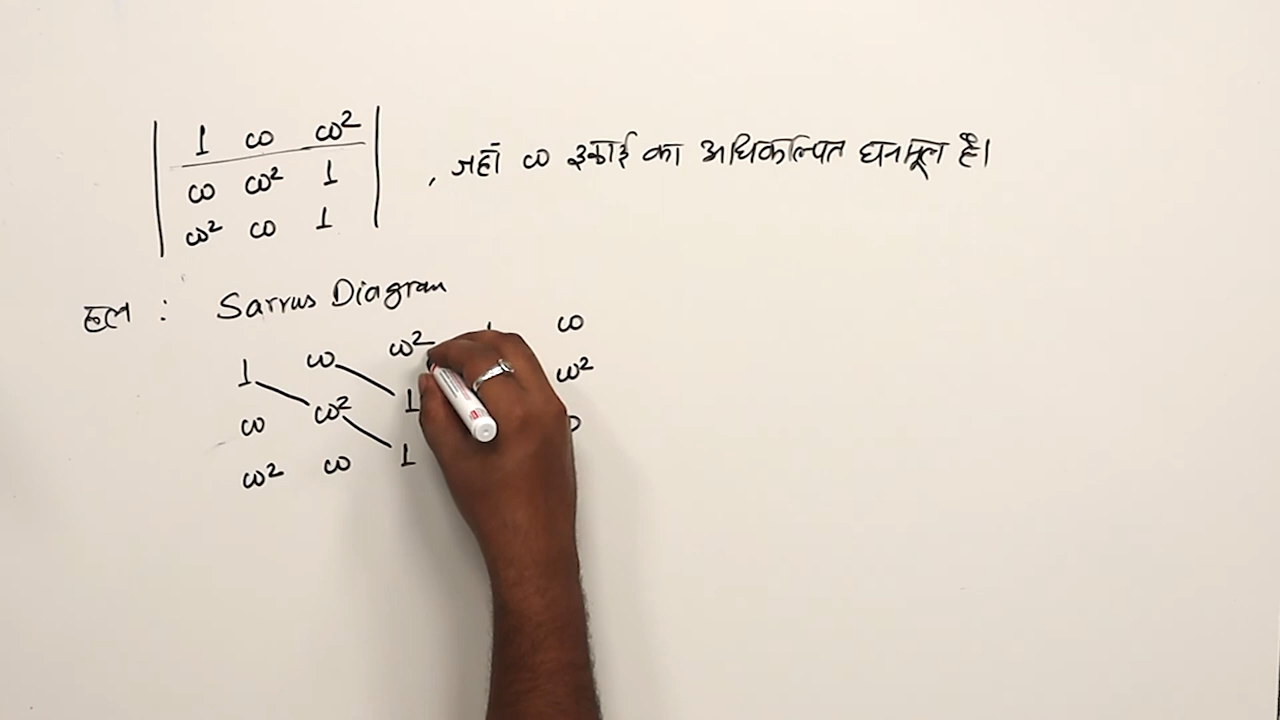 1 ω ω²
ω ω² 1 , जहाँ ω इकाई का अधिकल्पित घनमूल है।
ω² ω 1
हल : Sarrus Diagram
1 ω ω² ω
ω ω² 1 ω²
ω² ω 1